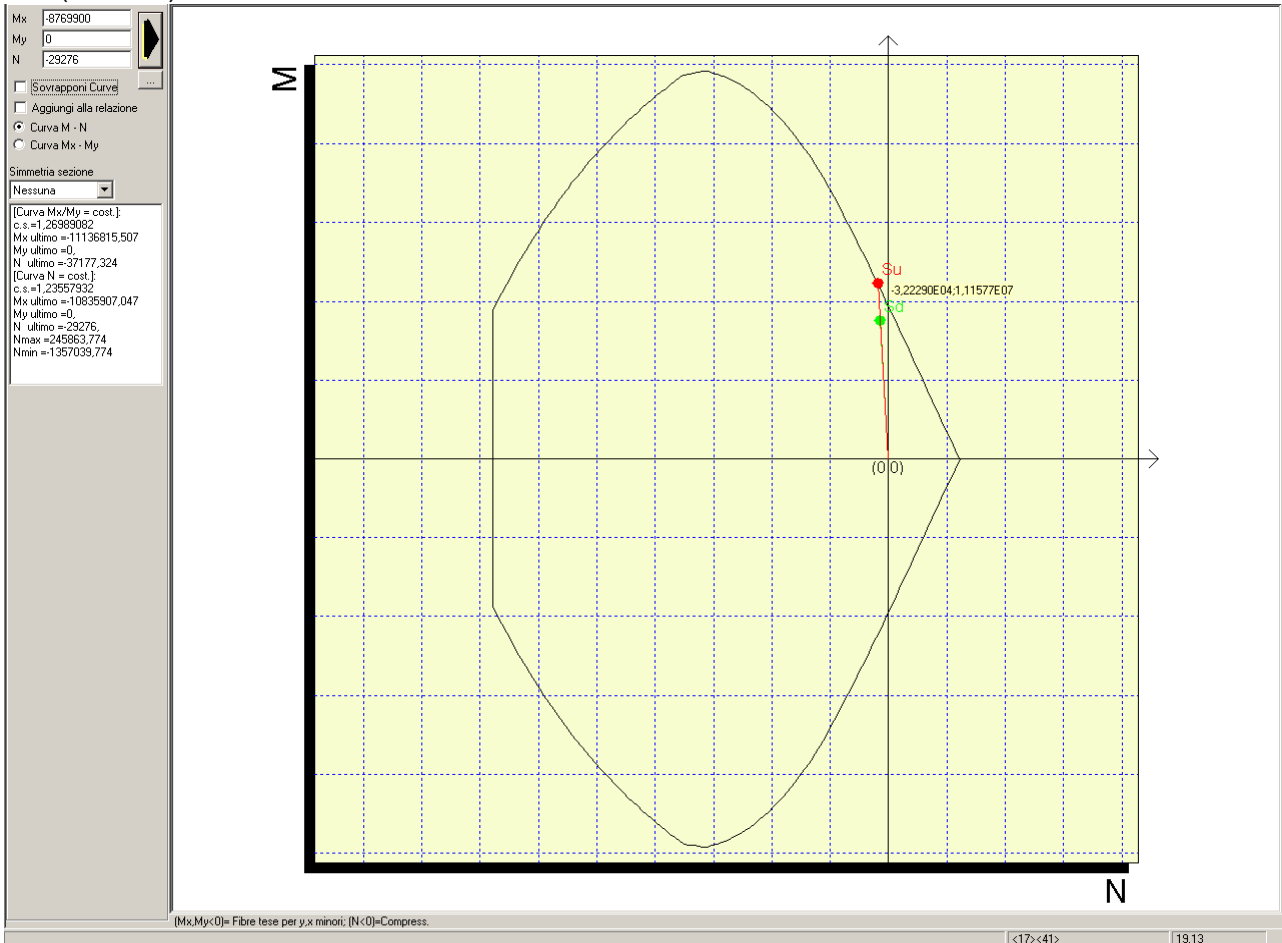 Mx -8769900
My 0
N -29276
...
Sovrapponi Curve
Aggiungi alla relazione
Curva M - N
Curva Mx - My
Simmetria sezione
Nessuna
[Curva Mx/My = cost.]:
c.s.=1,26989082
Mx ultimo =-11136815,507
My ultimo =0,
N ultimo =-37177,324
[Curva N = cost.]:
c.s.=1,23557932
Mx ultimo =-10835907,047
My ultimo =0,
N ultimo =-29276,
Nmax =245863,774
Nmin =-1357039,774
M
Su
-3,22290E04;1,11577E07
Sd
(0 0)
N
(Mx,My<0)= Fibre tese per y,x minori; (N<0)=Compress.
<17><41> 19.13